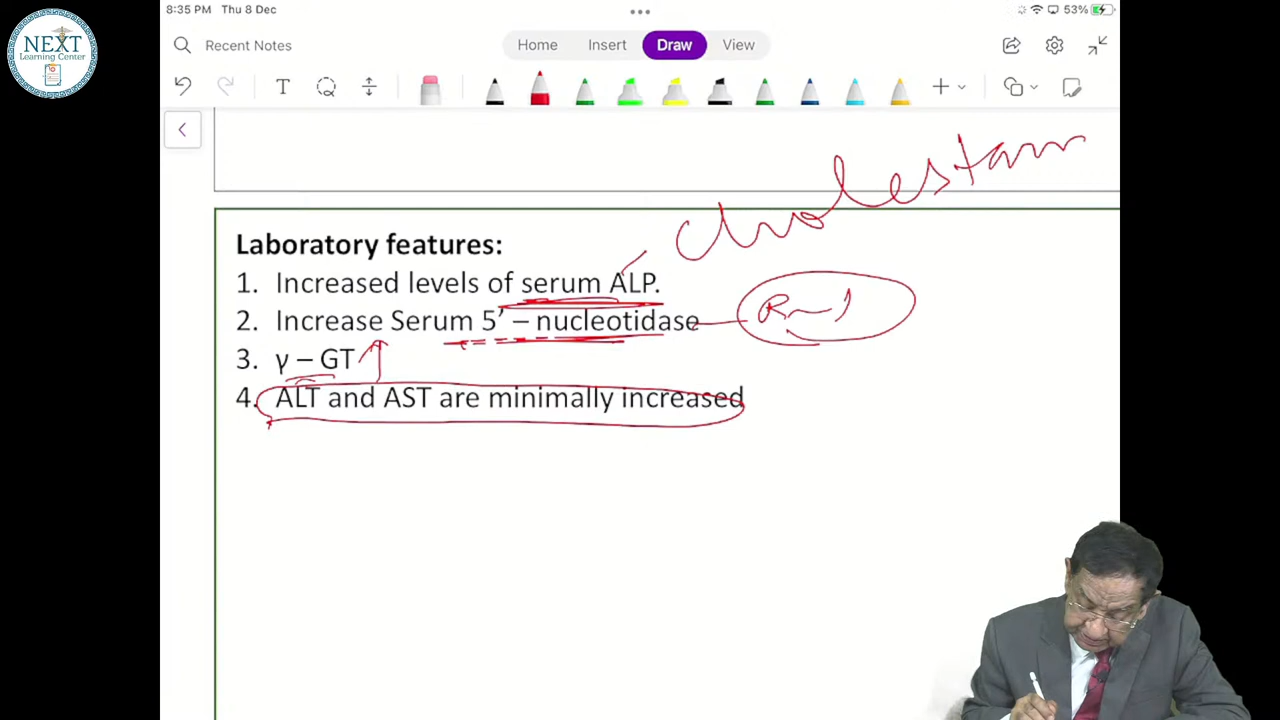 8:35 PM Thu 8 Dec
53%
NEXT
Learning Center
Recent Notes
Home Insert Draw View
Laboratory features:
1. Increased levels of serum ALP.
2. Increase Serum 5’ – nucleotidase
3. γ – GT ↑
4. ALT and AST are minimally increased